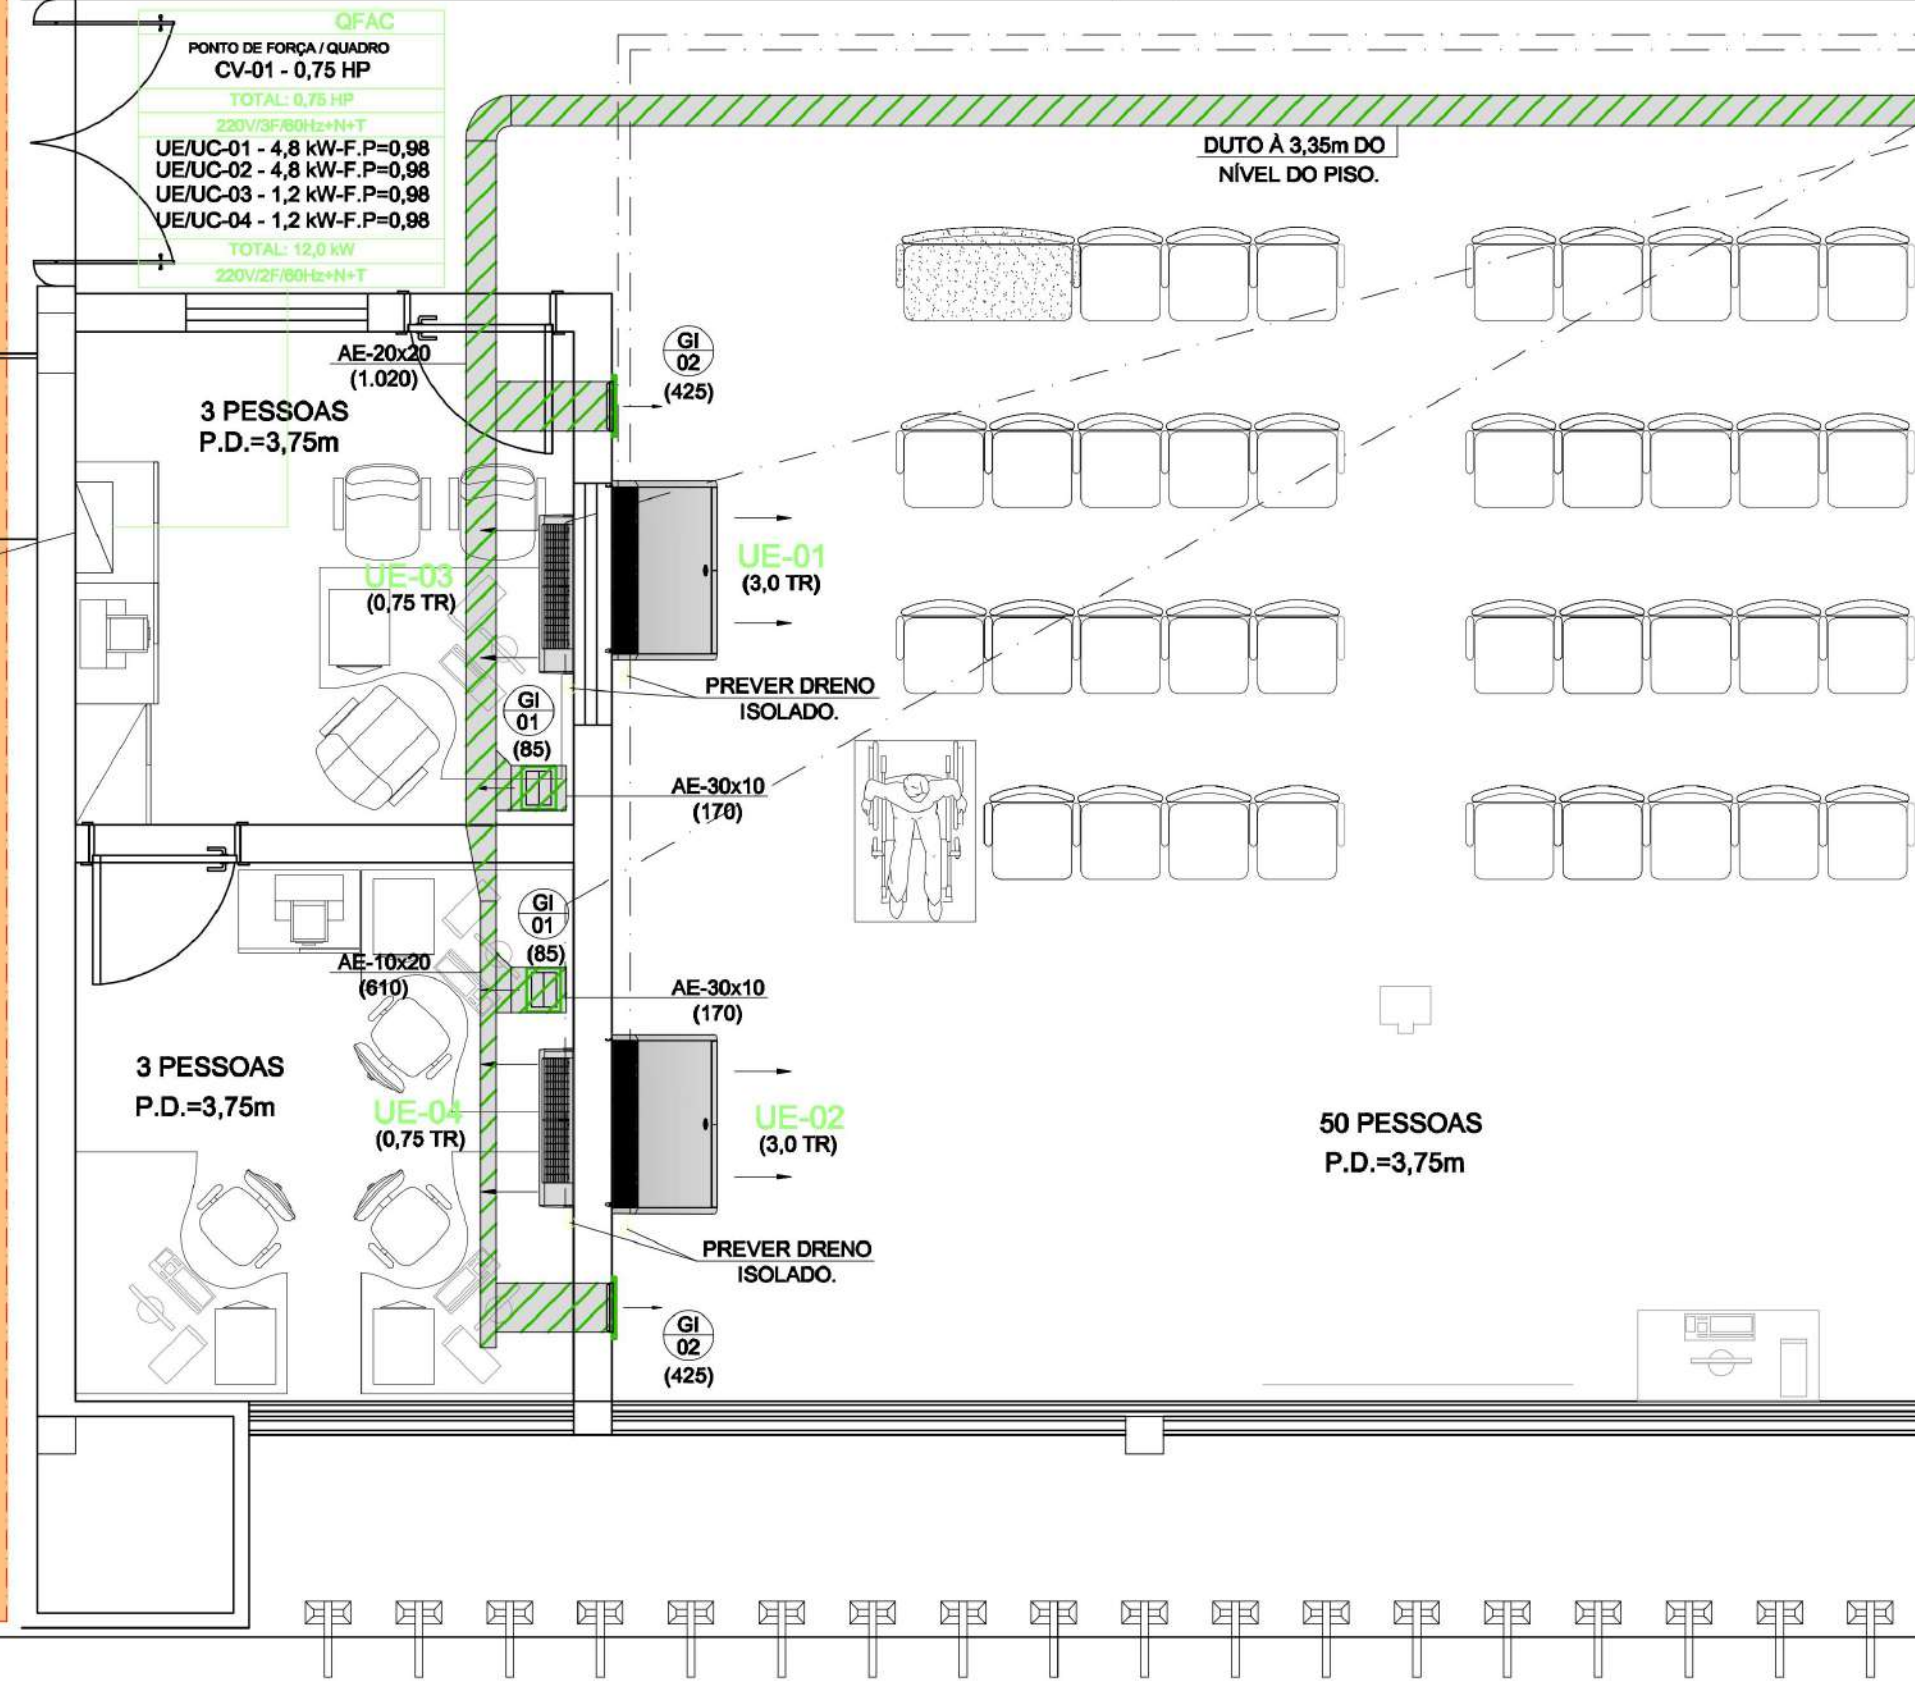 QFAC
PONTO DE FORÇA / QUADRO
CV-01 - 0,75 HP
TOTAL: 0,75 HP
220V/3F/60Hz+N+T
UE/UC-01 - 4,8 kW-F.P=0,98
UE/UC-02 - 4,8 kW-F.P=0,98
UE/UC-03 - 1,2 kW-F.P=0,98
UE/UC-04 - 1,2 kW-F.P=0,98
TOTAL: 12,0 kW
220V/2F/60Hz+N+T
DUTO À 3,35m DO
NÍVEL DO PISO.
AE-20x20
(1.020)
GI
02
(425)
3 PESSOAS
P.D.=3,75m
UE-03
(0,75 TR)
UE-01
(3,0 TR)
PREVER DRENO
ISOLADO.
GI
01
(85)
AE-30x10
(170)
GI
01
(85)
AE-10x20
(610)
AE-30x10
(170)
3 PESSOAS
P.D.=3,75m
UE-04
(0,75 TR)
UE-02
(3,0 TR)
50 PESSOAS
P.D.=3,75m
PREVER DRENO
ISOLADO.
GI
02
(425)